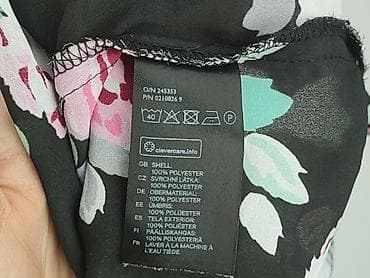 O/N 245353
P/N 0210826 9
40
P
clevercare.info
GB SHELL:
100% POLYESTER
CZ SVRCHNÍ LÁTKA:
100% POLYESTER
DE OBERMATERIAL:
100% POLYESTER
EE ÜMBRIS:
100% POLÜESTER
ES TELA EXTERIOR:
100% POLIÉSTER
FI PÄÄLLISKANGAS:
100% POLYESTERIÄ
FR LAVER À LA MACHINE À
L'EAU TIÈDE.